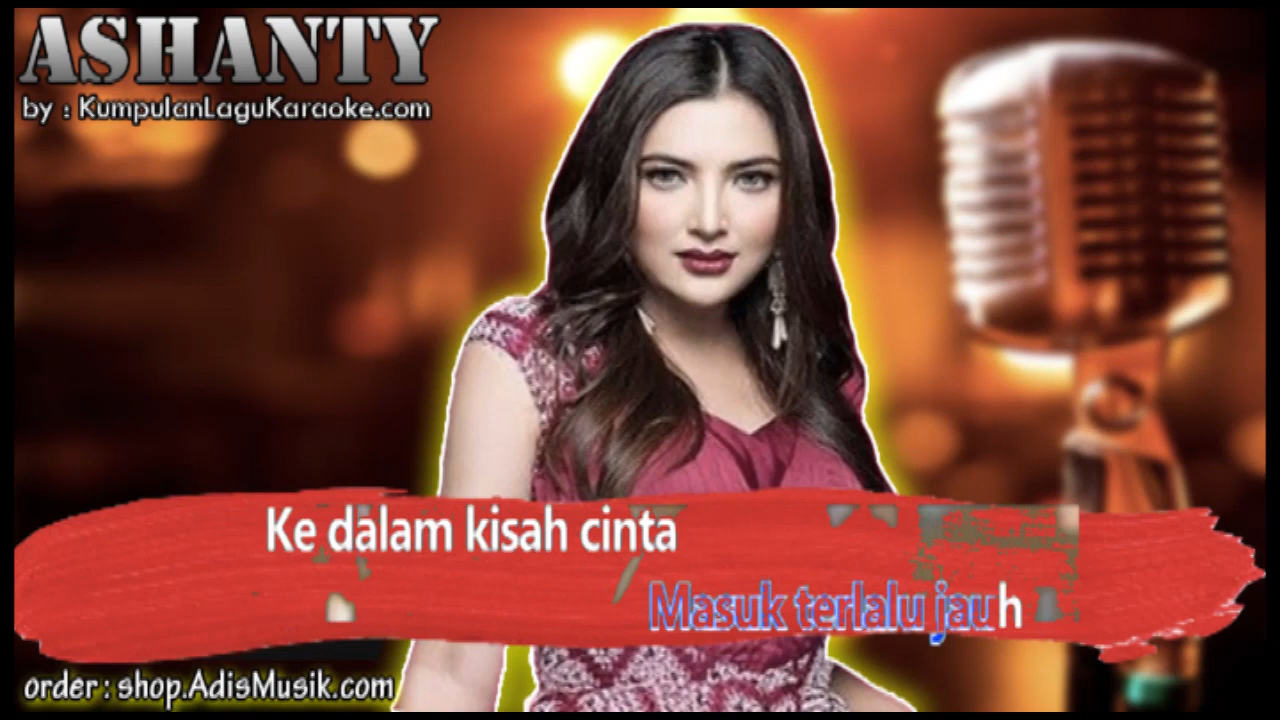 ASHANTY
by : KumpulanLaguKaraoke.com
Ke dalam kisah cinta
Masuk terlalu jauh
order : shop.AdisMusik.com